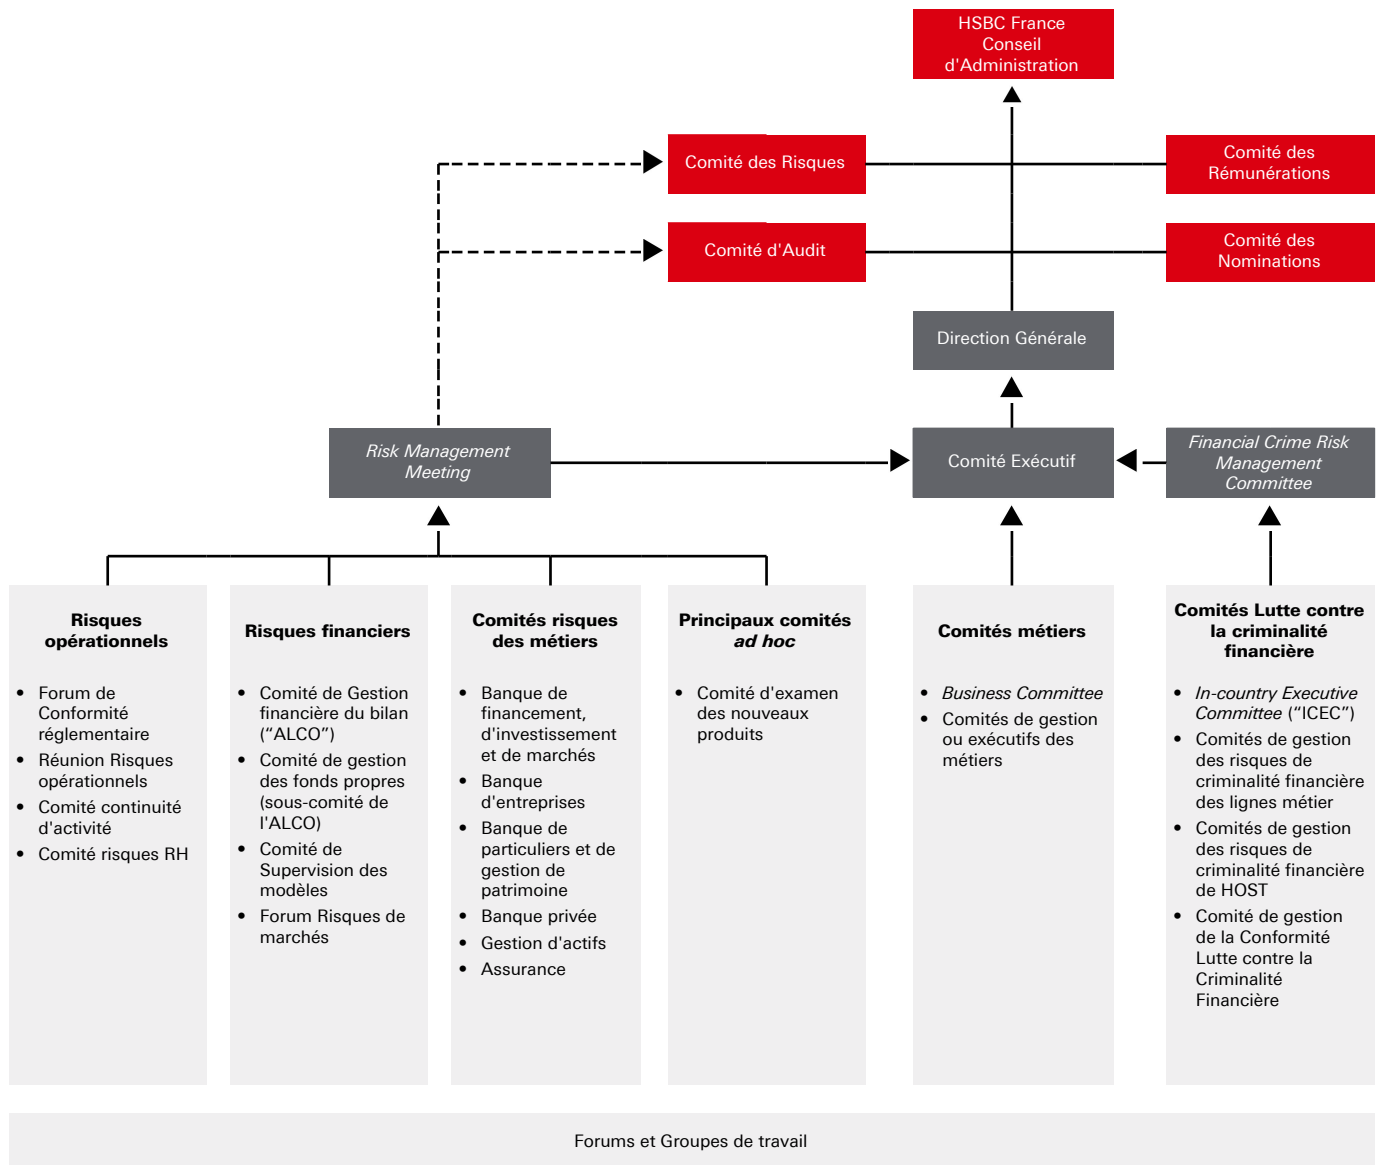 HSBC France
Conseil
d'Administration
Comité des Risques
Comité des
Rémunérations
Comité d'Audit
Comité des
Nominations
Direction Générale
Risk Management
Meeting
Comité Exécutif
Financial Crime Risk
Management
Committee
Risques
opérationnels
• Forum de
Conformité
réglementaire
• Réunion Risques
opérationnels
• Comité continuité
d'activité
• Comité risques RH
Risques financiers
• Comité de Gestion
financière du bilan
(“ALCO”)
• Comité de gestion
des fonds propres
(sous-comité de
l'ALCO)
• Comité de
Supervision des
modèles
• Forum Risques de
marchés
Comités risques
des métiers
• Banque de
financement,
d'investissement
et de marchés
• Banque
d'entreprises
• Banque de
particuliers et de
gestion de
patrimoine
• Banque privée
• Gestion d'actifs
• Assurance
Principaux comités
ad hoc
• Comité d'examen
des nouveaux
produits
Comités métiers
• Business Committee
• Comités de gestion
ou exécutifs des
métiers
Comités Lutte contre
la criminalité
financière
• In-country Executive
Committee (“ICEC”)
• Comités de gestion
des risques de
criminalité financière
des lignes métier
• Comités de gestion
des risques de
criminalité financière
de HOST
• Comité de gestion
de la Conformité
Lutte contre la
Criminalité
Financière
Forums et Groupes de travail